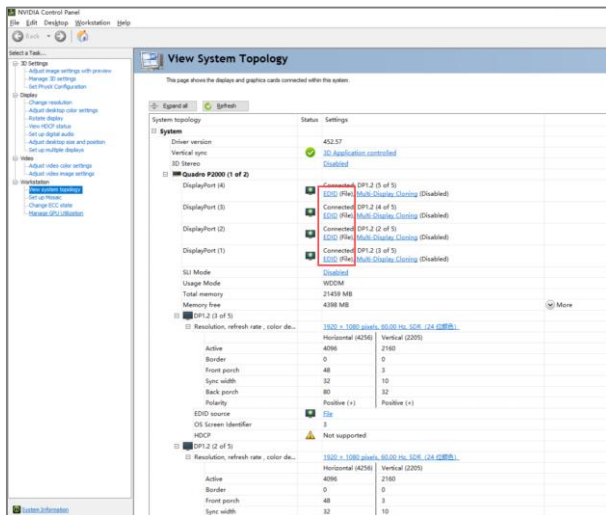 NVIDIA Control Panel
File Edit Desktop Workstation Help
Back
Select a Task...
3D Settings
Adjust image settings with preview
Manage 3D settings
Set PhysX Configuration
Display
Change resolution
Adjust desktop color settings
Rotate display
View HDCP status
Set up digital audio
Adjust desktop size and position
Set up multiple displays
Video
Adjust video color settings
Adjust video image settings
Workstation
View system topology
Set up Mosaic
Change ECC state
Manage GPU Utilization
System Information
View System Topology
This page shows the displays and graphics cards connected within this system.
Expand all Refresh
System topology Status Settings
System
Driver version 452.57
Vertical sync 3D Application controlled
3D Stereo Disabled
Quadro P2000 (1 of 2)
DisplayPort (4) Connected, DP1.2 (5 of 5)
EDID (File), Multi-Display Cloning (Disabled)
DisplayPort (3) Connected, DP1.2 (4 of 5)
EDID (File), Multi-Display Cloning (Disabled)
DisplayPort (2) Connected, DP1.2 (2 of 5)
EDID (File), Multi-Display Cloning (Disabled)
DisplayPort (1) Connected, DP1.2 (3 of 5)
EDID (File), Multi-Display Cloning (Disabled)
SLI Mode Disabled
Usage Mode WDDM
Total memory 21458 MB
Memory free 4398 MB More
DP1.2 (3 of 5)
Resolution, refresh rate , color de... 1920 × 1080 pixels, 60.00 Hz, SDR (24 位颜色)
Horizontal (4256) Vertical (2205)
Active 4096 2160
Border 0 0
Front porch 48 3
Sync width 32 10
Back porch 80 32
Polarity Positive (+) Positive (+)
EDID source File
OS Screen Identifier 3
HDCP Not supported
DP1.2 (2 of 5)
Resolution, refresh rate , color de... 1920 × 1080 pixels, 60.00 Hz, SDR (24 位颜色)
Horizontal (4256) Vertical (2205)
Active 4096 2160
Border 0 0
Front porch 48 3
Sync width 32 10